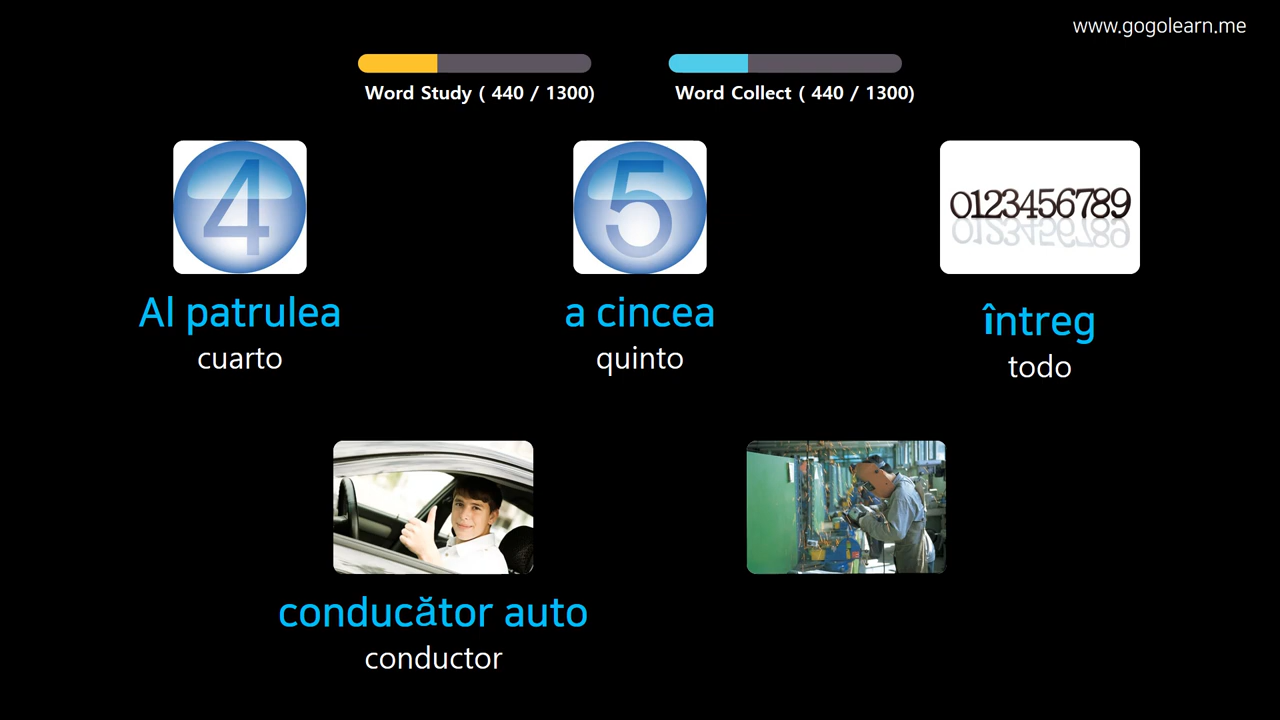 www.gogolearn.me
Word Study ( 440 / 1300)
Word Collect ( 440 / 1300)
4
5
0123456789
Al patrulea
cuarto
a cincea
quinto
întreg
todo
conducător auto
conductor